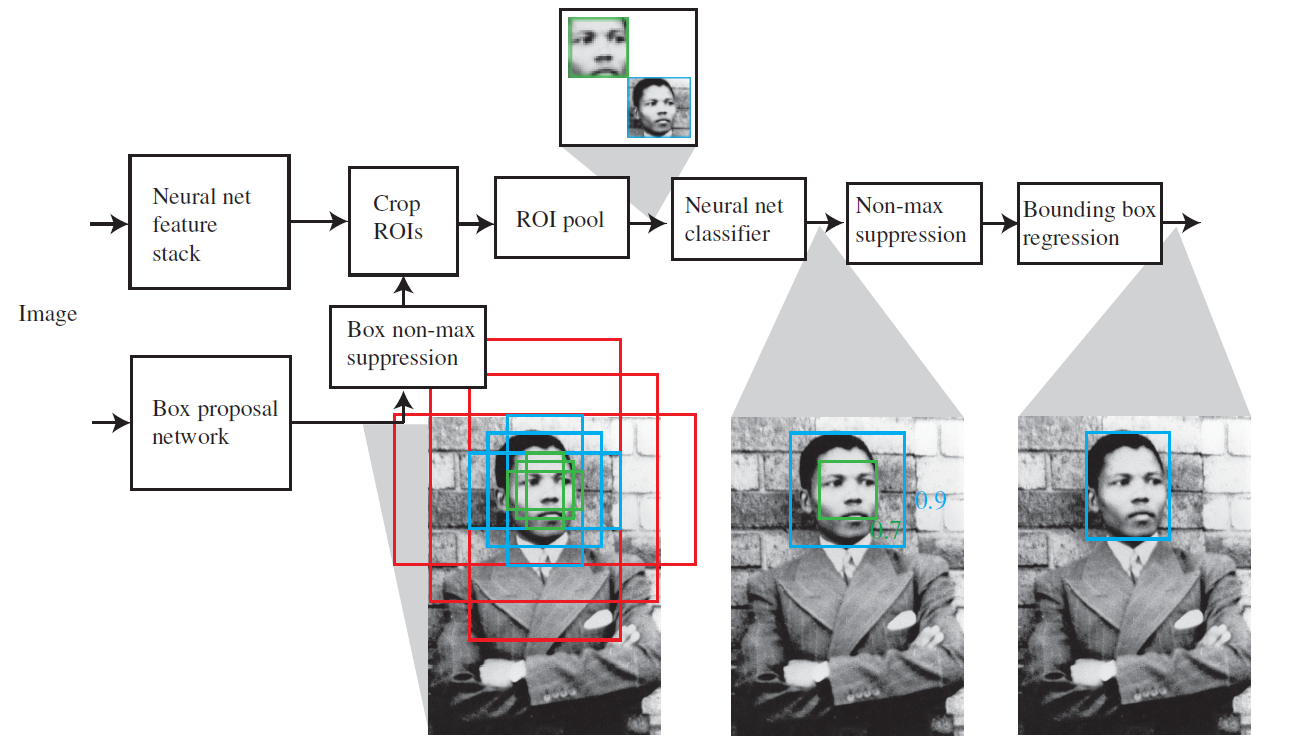 Image
Neural net
feature
stack
Box proposal
network
Box non-max
suppression
Crop
ROIs
ROI pool
Neural net
classifier
Non-max
suppression
Bounding box
regression
0.9
0.7